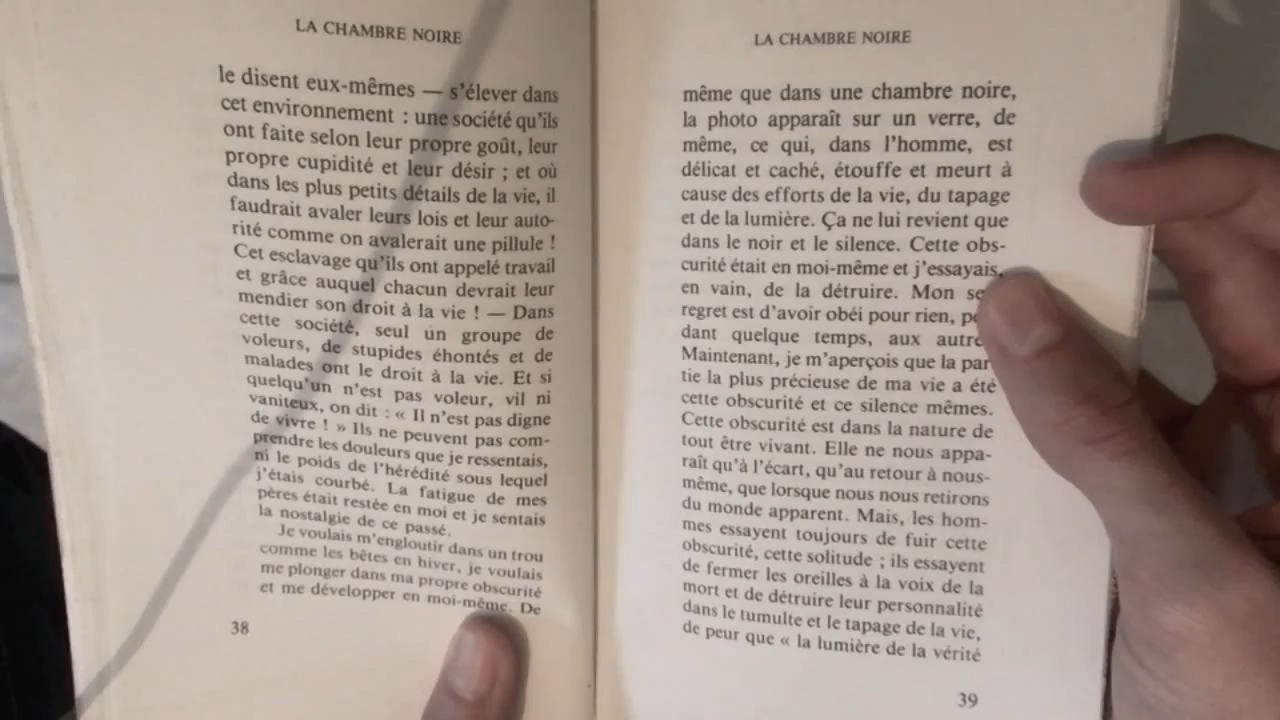 LA CHAMBRE NOIRE
le disent eux-mêmes — s'élever dans
cet environnement : une société qu'ils
ont faite selon leur propre goût, leur
propre cupidité et leur désir ; et où
dans les plus petits détails de la vie, il
faudrait avaler leurs lois et leur auto-
rité comme on avalerait une pillule !
Cet esclavage qu'ils ont appelé travail
et grâce auquel chacun devrait leur
mendier son droit à la vie ! — Dans
cette société, seul un groupe de
voleurs, de stupides éhontés et de
malades ont le droit à la vie. Et si
quelqu'un n'est pas voleur, vil ni
vaniteux, on dit : « Il n'est pas digne
de vivre ! » Ils ne peuvent pas com-
prendre les douleurs que je ressentais,
ni le poids de l'hérédité sous lequel
j'étais courbé. La fatigue de mes
pères était restée en moi et je sentais
la nostalgie de ce passé.
Je voulais m'engloutir dans un trou
comme les bêtes en hiver, je voulais
me plonger dans ma propre obscurité
et me développer en moi-même. De
38
LA CHAMBRE NOIRE
même que dans une chambre noire,
la photo apparaît sur un verre, de
même, ce qui, dans l'homme, est
délicat et caché, étouffe et meurt à
cause des efforts de la vie, du tapage
et de la lumière. Ça ne lui revient que
dans le noir et le silence. Cette obs-
curité était en moi-même et j'essayais,
en vain, de la détruire. Mon
regret est d'avoir obéi pour rien,
dant quelque temps, aux
Maintenant, je m'aperçois que la par
tie la plus précieuse de ma vie a été
cette obscurité et ce silence mêmes.
Cette obscurité est dans la nature de
tout être vivant. Elle ne nous appa-
raît qu'à l'écart, qu'au retour à nous-
même, que lorsque nous nous retirons
du monde apparent. Mais, les hom-
mes essayent toujours de fuir cette
obscurité, cette solitude ; ils essayent
de fermer les oreilles à la voix de la
mort et de détruire leur personnalité
dans le tumulte et le tapage de la vie,
de peur que « la lumière de la vérité
39